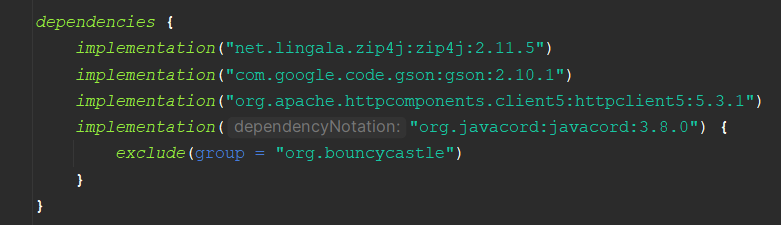 dependencies {
    implementation("net.lingala.zip4j:zip4j:2.11.5")
    implementation("com.google.code.gson:gson:2.10.1")
    implementation("org.apache.httpcomponents.client5:httpclient5:5.3.1")
    implementation( dependencyNotation: "org.javacord:javacord:3.8.0") {
        exclude(group = "org.bouncycastle")
    }
}